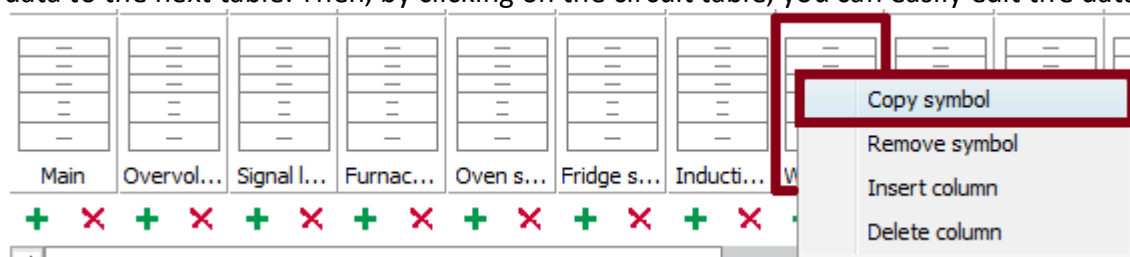 data to the next table. Then, by clicking on the circuit table, you can easily edit the data
Main Overvol... Signal l... Furnac... Oven s... Fridge s... Inducti... W
Copy symbol
Remove symbol
Insert column
Delete column